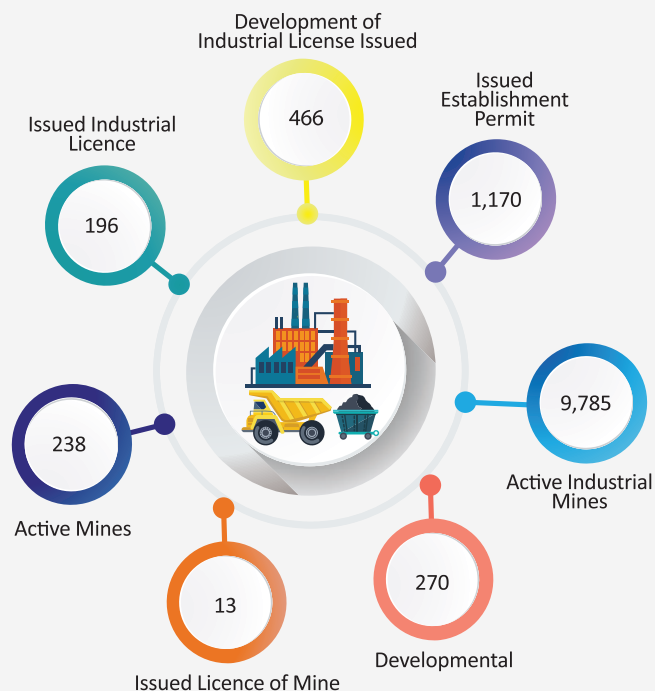 Development of
Industrial License Issued
466
Issued
Establishment
Permit
1,170
Issued Industrial
Licence
196
9,785
Active Industrial
Mines
238
Active Mines
270
Developmental
13
Issued Licence of Mine